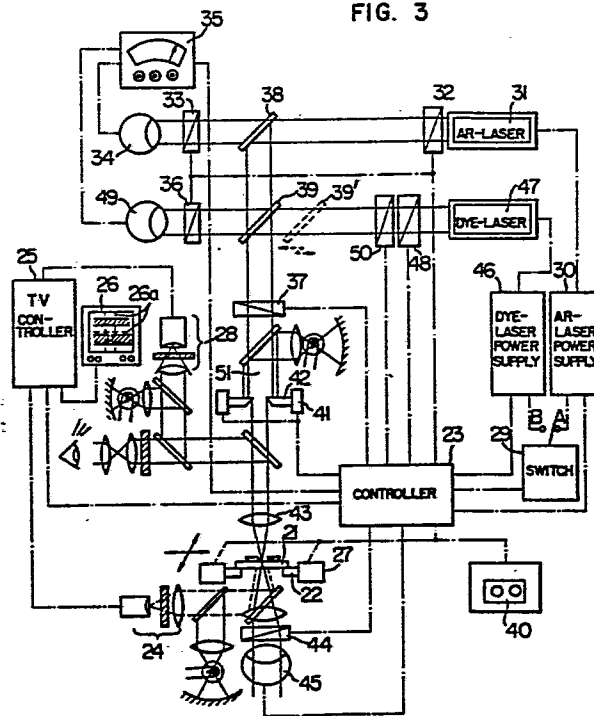 FIG. 3
35
38
32
31
33
AR-LASER
34
36
39
39'
47
49
DYE-LASER
50
48
25
26
26a
TV
CON-
TROLLER
28
37
46
30
DYE-
LASER
POWER
SUPPLY
AR-
LASER
POWER
SUPPLY
51
42
41
B
A
29
SWITCH
23
CONTROLLER
43
21
27
22
40
24
44
45